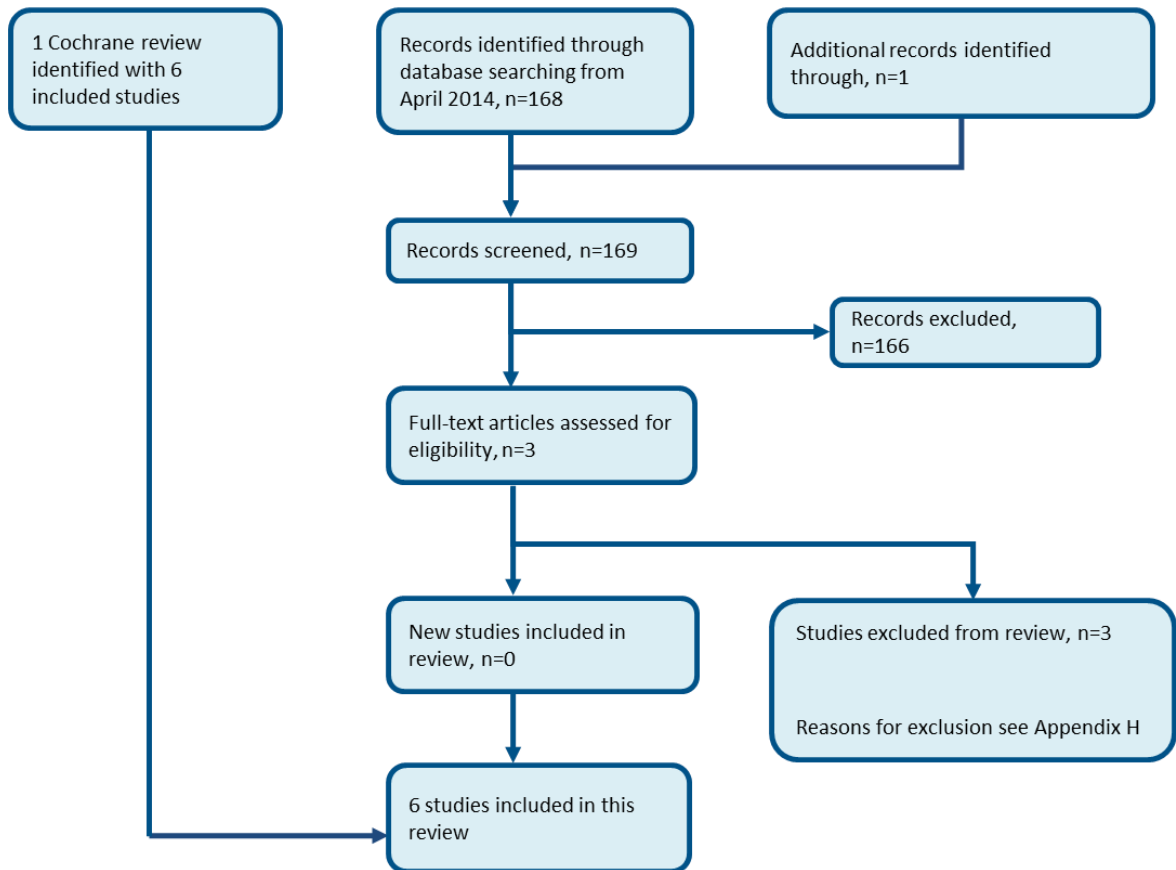 1 Cochrane review
identified with 6
included studies
Records identified through
database searching from
April 2014, n=168
Additional records identified
through, n=1
Records screened, n=169
Records excluded,
n=166
Full-text articles assessed for
eligibility, n=3
New studies included in
review, n=0
Studies excluded from review, n=3
Reasons for exclusion see Appendix H
6 studies included in this
review